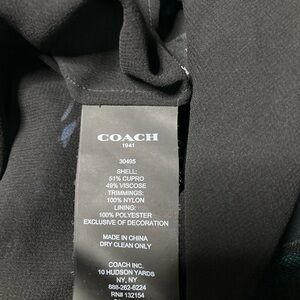 COACH
1941
30495
SHELL:
51% CUPRO
49% VISCOSE
TRIMMINGS:
100% NYLON
LINING:
100% POLYESTER
EXCLUSIVE OF DECORATION
MADE IN CHINA
DRY CLEAN ONLY
COACH INC.
10 HUDSON YARDS
NY, NY
888-262-6224
RN# 132154